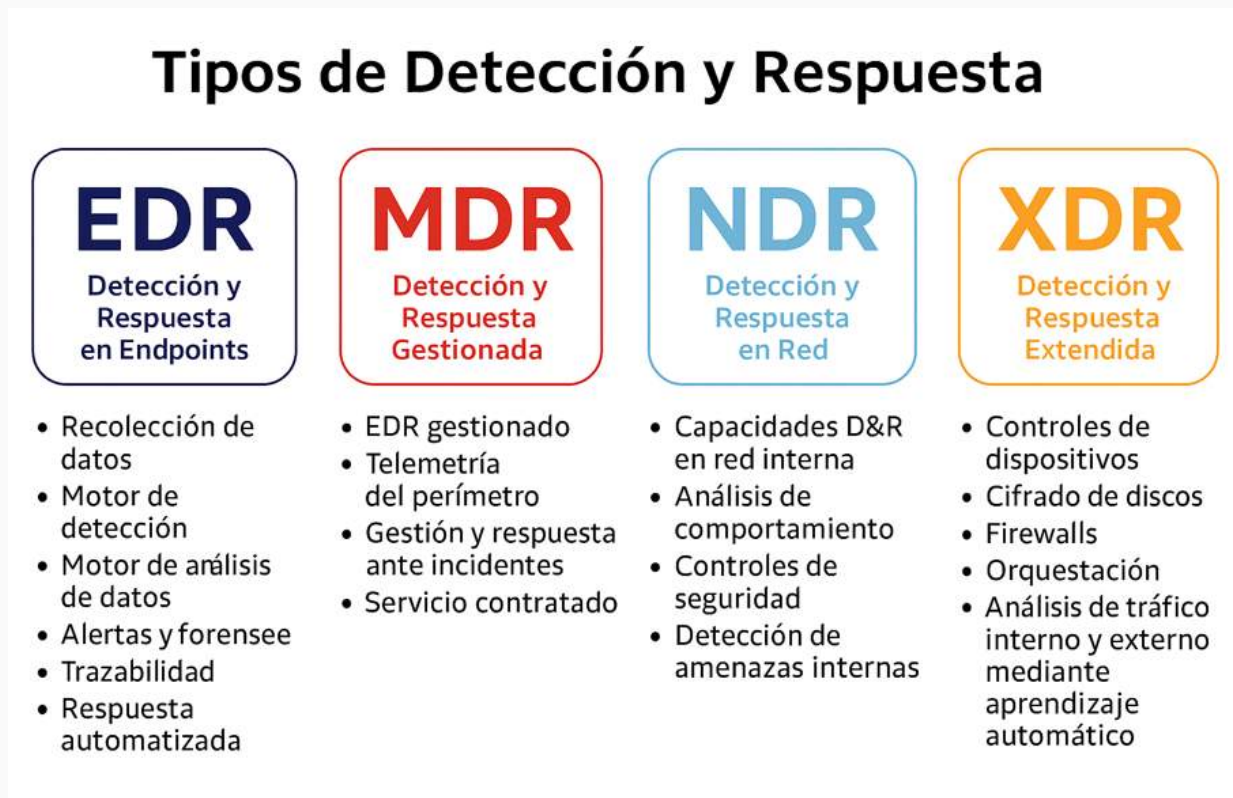 Tipos de Detección y Respuesta
EDR
Detección y
Respuesta
en Endpoints
• Recolección de
datos
• Motor de
detección
• Motor de análisis
de datos
• Alertas y forensee
• Trazabilidad
• Respuesta
automatizada
MDR
Detección y
Respuesta
Gestionada
• EDR gestionado
• Telemetría
del perímetro
• Gestión y respuesta
ante incidentes
• Servicio contratado
NDR
Detección y
Respuesta
en Red
• Capacidades D&R
en red interna
• Análisis de
comportamiento
• Controles de
seguridad
• Detección de
amenazas internas
XDR
Detección y
Respuesta
Extendida
• Controles de
dispositivos
• Cifrado de discos
• Firewalls
• Orquestación
• Análisis de tráfico
interno y externo
mediante
aprendizaje
automático